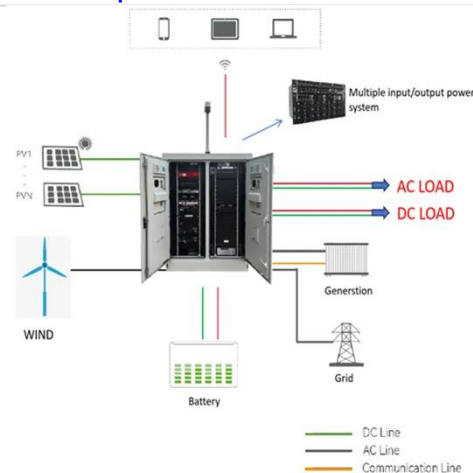 Multiple input/output power
system
PV1
PVN
AC LOAD
DC LOAD
Generstion
WIND
Grid
Battery
DC Line
AC Line
Communication Line